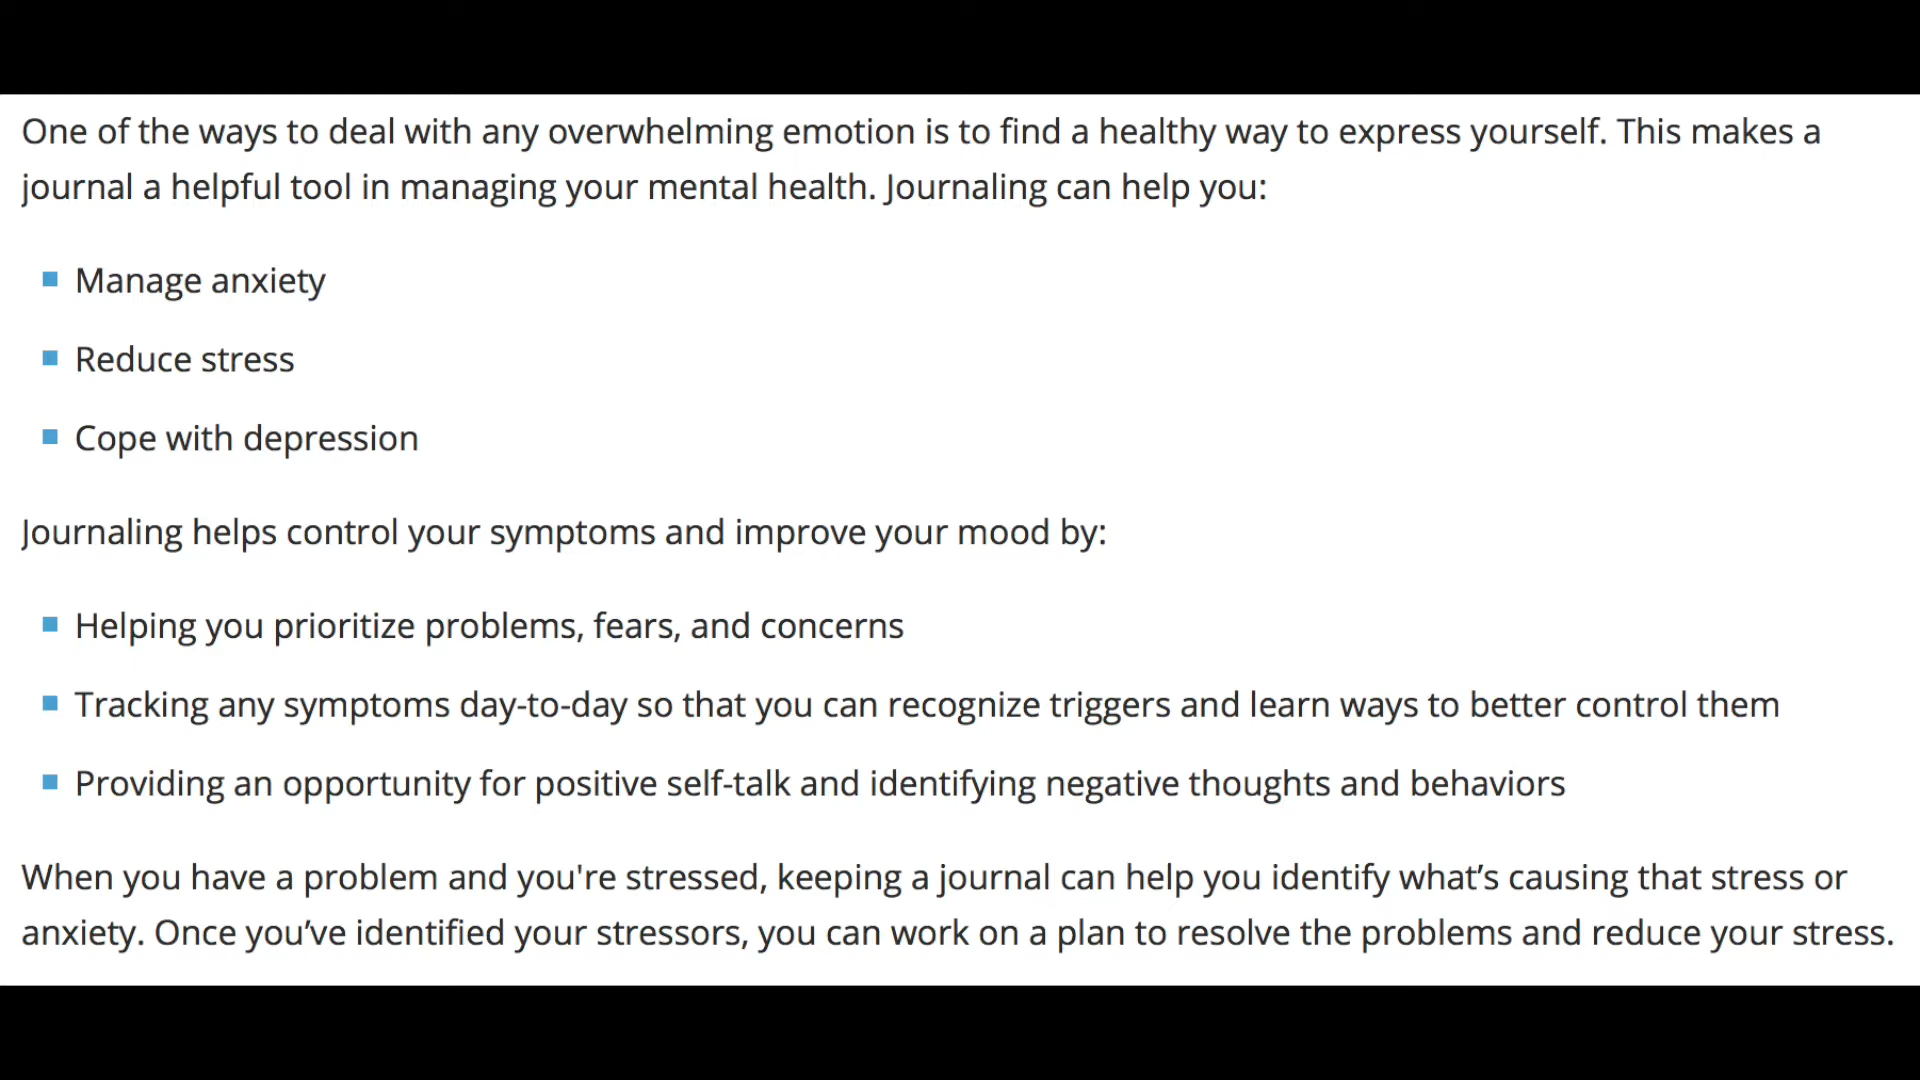 One of the ways to deal with any overwhelming emotion is to find a healthy way to express yourself. This makes a
journal a helpful tool in managing your mental health. Journaling can help you:
Manage anxiety
Reduce stress
Cope with depression
Journaling helps control your symptoms and improve your mood by:
Helping you prioritize problems, fears, and concerns
Tracking any symptoms day-to-day so that you can recognize triggers and learn ways to better control them
Providing an opportunity for positive self-talk and identifying negative thoughts and behaviors
When you have a problem and you're stressed, keeping a journal can help you identify what’s causing that stress or
anxiety. Once you’ve identified your stressors, you can work on a plan to resolve the problems and reduce your stress.